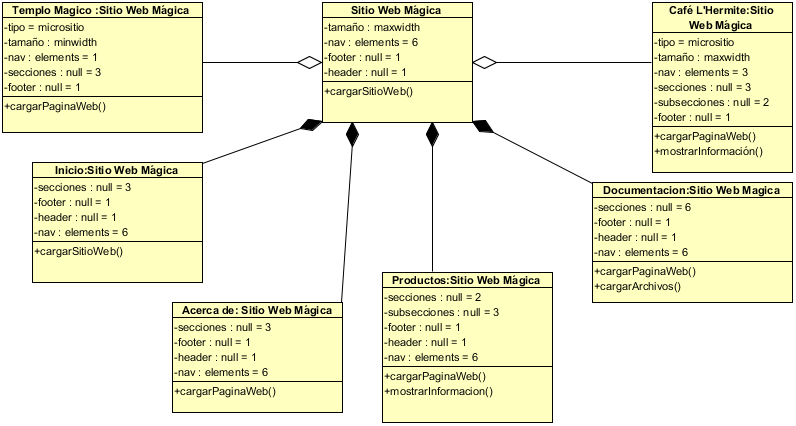 Templo Magico :Sitio Web Mágica
-tipo = micrositio
-tamaño : minwidth
-nav : elements = 1
-secciones : null = 3
-footer : null = 1
+cargarPaginaWeb()
Sitio Web Mágica
-tamaño : maxwidth
-nav : elements = 6
-footer : null = 1
-header : null = 1
+cargarSitioWeb()
Café L'Hermite:Sitio
Web Mágica
-tipo = micrositio
-tamaño : maxwidth
-nav : elements = 3
-secciones : null = 3
-subsecciones : null = 2
-footer : null = 1
+cargarPaginaWeb()
+mostrarInformación()
Inicio:Sitio Web Mágica
-secciones : null = 3
-footer : null = 1
-header : null = 1
-nav : elements = 6
+cargarSitioWeb()
Documentacion:Sitio Web Magica
-secciones : null = 6
-footer : null = 1
-header : null = 1
-nav : elements = 6
+cargarPaginaWeb()
+cargarArchivos()
Acerca de: Sitio Web Mágica
-secciones : null = 3
-footer : null = 1
-header : null = 1
-nav : elements = 6
+cargarPaginaWeb()
Productos:Sitio Web Mágica
-secciones : null = 2
-subsecciones : null = 3
-footer : null = 1
-header : null = 1
-nav : elements = 6
+cargarPaginaWeb()
+mostrarInformacion()